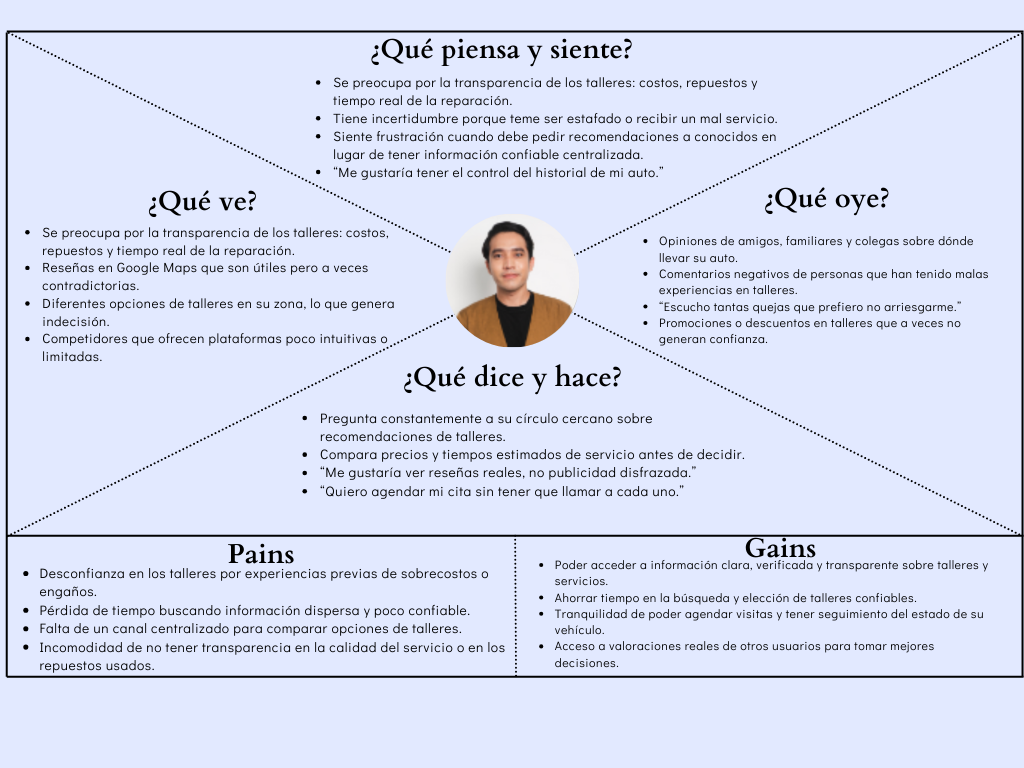 ¿Qué piensa y siente?
• Se preocupa por la transparencia de los talleres: costos, repuestos y
tiempo real de la reparación.
• Tiene incertidumbre porque teme ser estafado o recibir un mal servicio.
• Siente frustración cuando debe pedir recomendaciones a conocidos en
lugar de tener información confiable centralizada.
• “Me gustaría tener el control del historial de mi auto.”
¿Qué ve?
• Se preocupa por la transparencia de los talleres: costos,
repuestos y tiempo real de la reparación.
• Reseñas en Google Maps que son útiles pero a veces
contradictorias.
• Diferentes opciones de talleres en su zona, lo que genera
indecisión.
• Competidores que ofrecen plataformas poco intuitivas o
limitadas.
¿Qué oye?
• Opiniones de amigos, familiares y colegas sobre dónde
llevar su auto.
• Comentarios negativos de personas que han tenido malas
experiencias en talleres.
• “Escucho tantas quejas que prefiero no arriesgarme.”
• Promociones o descuentos en talleres que a veces no
generan confianza.
¿Qué dice y hace?
• Pregunta constantemente a su círculo cercano sobre
recomendaciones de talleres.
• Compara precios y tiempos estimados de servicio antes de decidir.
• “Me gustaría ver reseñas reales, no publicidad disfrazada.”
• “Quiero agendar mi cita sin tener que llamar a cada uno.”
Pains
• Desconfianza en los talleres por experiencias previas de sobrecostos o
engaños.
• Pérdida de tiempo buscando información dispersa y poco confiable.
• Falta de un canal centralizado para comparar opciones de talleres.
• Incomodidad de no tener transparencia en la calidad del servicio o en los
repuestos usados.
Gains
• Poder acceder a información clara, verificada y transparente sobre talleres y
servicios.
• Ahorrar tiempo en la búsqueda y elección de talleres confiables.
• Tranquilidad de poder agendar visitas y tener seguimiento del estado de su
vehículo.
• Acceso a valoraciones reales de otros usuarios para tomar mejores
decisiones.